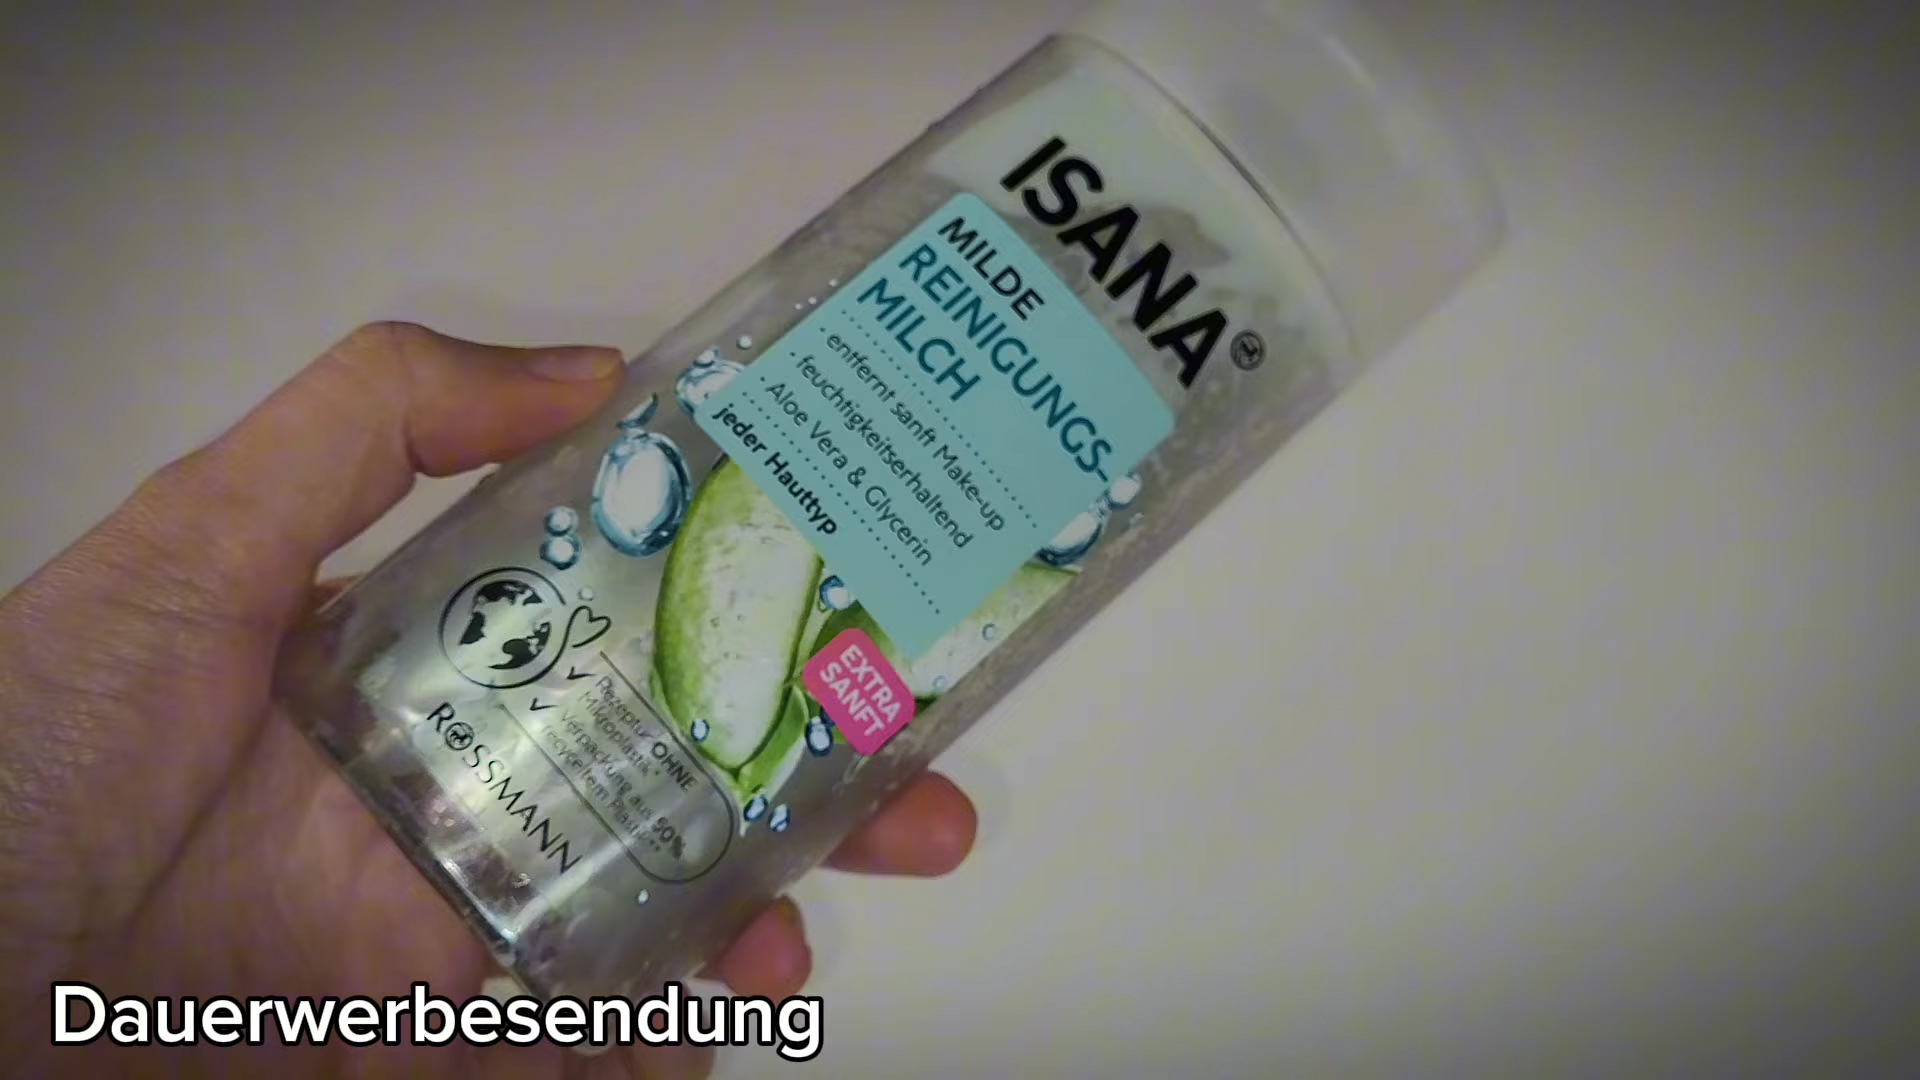 ISANA
MILDE
REINIGUNGS-
MILCH
· entfernt sanft Make-up
· feuchtigkeitserhaltend
· Aloe Vera & Glycerin
jeder Hauttyp
EXTRA
SANFT
Rezeptur OHNE
Mikroplastik*
Verpackung aus 50%
recyceltem Plastik**
ROSSMANN
Dauerwerbesendung